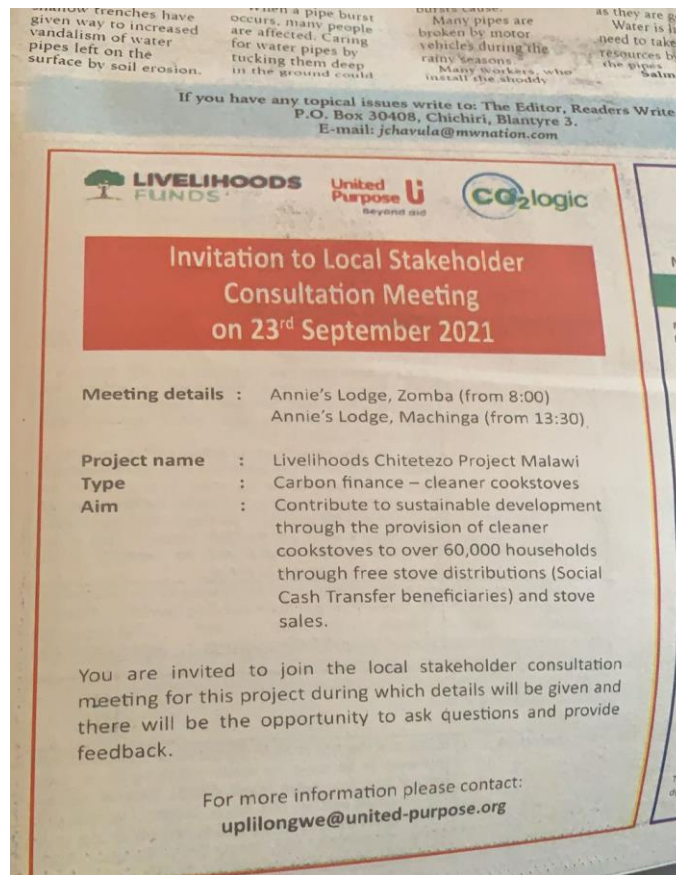 given way to increased
vandalism of water
pipes left on the
surface by soil erosion.
When a pipe burst
occurs, many people
are affected. Caring
for water pipes by
tucking them deep
in the ground could
Many pipes are
broken by motor
vehicles during the
rainy seasons.
Many workers, who
install the shoddy
as they are
Water is
need to take
resources
the pipes
If you have any topical issues write to: The Editor, Readers Write
P.O. Box 30408, Chichiri, Blantyre 3.
E-mail: jchavula@mwnation.com
LIVELIHOODS
FUNDS
United
Purpose
Beyond aid
CO2logic
Invitation to Local Stakeholder
Consultation Meeting
on 23rd September 2021
Meeting details : Annie's Lodge, Zomba (from 8:00)
Annie's Lodge, Machinga (from 13:30)
Project name : Livelihoods Chitetezo Project Malawi
Type : Carbon finance – cleaner cookstoves
Aim : Contribute to sustainable development
through the provision of cleaner
cookstoves to over 60,000 households
through free stove distributions (Social
Cash Transfer beneficiaries) and stove
sales.
You are invited to join the local stakeholder consultation
meeting for this project during which details will be given and
there will be the opportunity to ask questions and provide
feedback.
For more information please contact:
uplilongwe@united-purpose.org